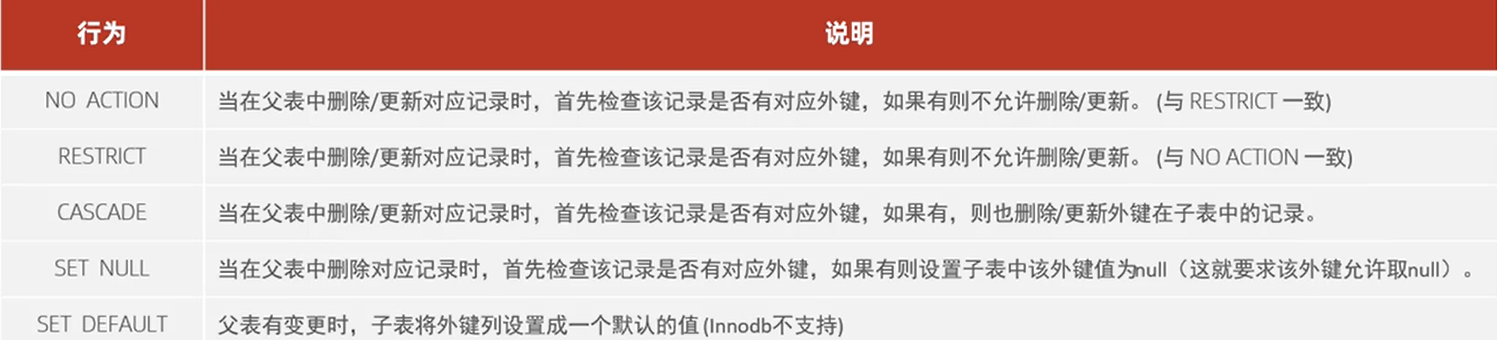 行为 说明
NO ACTION 当在父表中删除/更新对应记录时，首先检查该记录是否有对应外键，如果有则不允许删除/更新。 (与 RESTRICT 一致)
RESTRICT 当在父表中删除/更新对应记录时，首先检查该记录是否有对应外键，如果有则不允许删除/更新。 (与 NO ACTION 一致)
CASCADE 当在父表中删除/更新对应记录时，首先检查该记录是否有对应外键，如果有，则也删除/更新外键在子表中的记录。
SET NULL 当在父表中删除对应记录时，首先检查该记录是否有对应外键，如果有则设置子表中该外键值为null（这就要求该外键允许取null）。
SET DEFAULT 父表有变更时，子表将外键列设置成一个默认的值 (Innodb不支持)